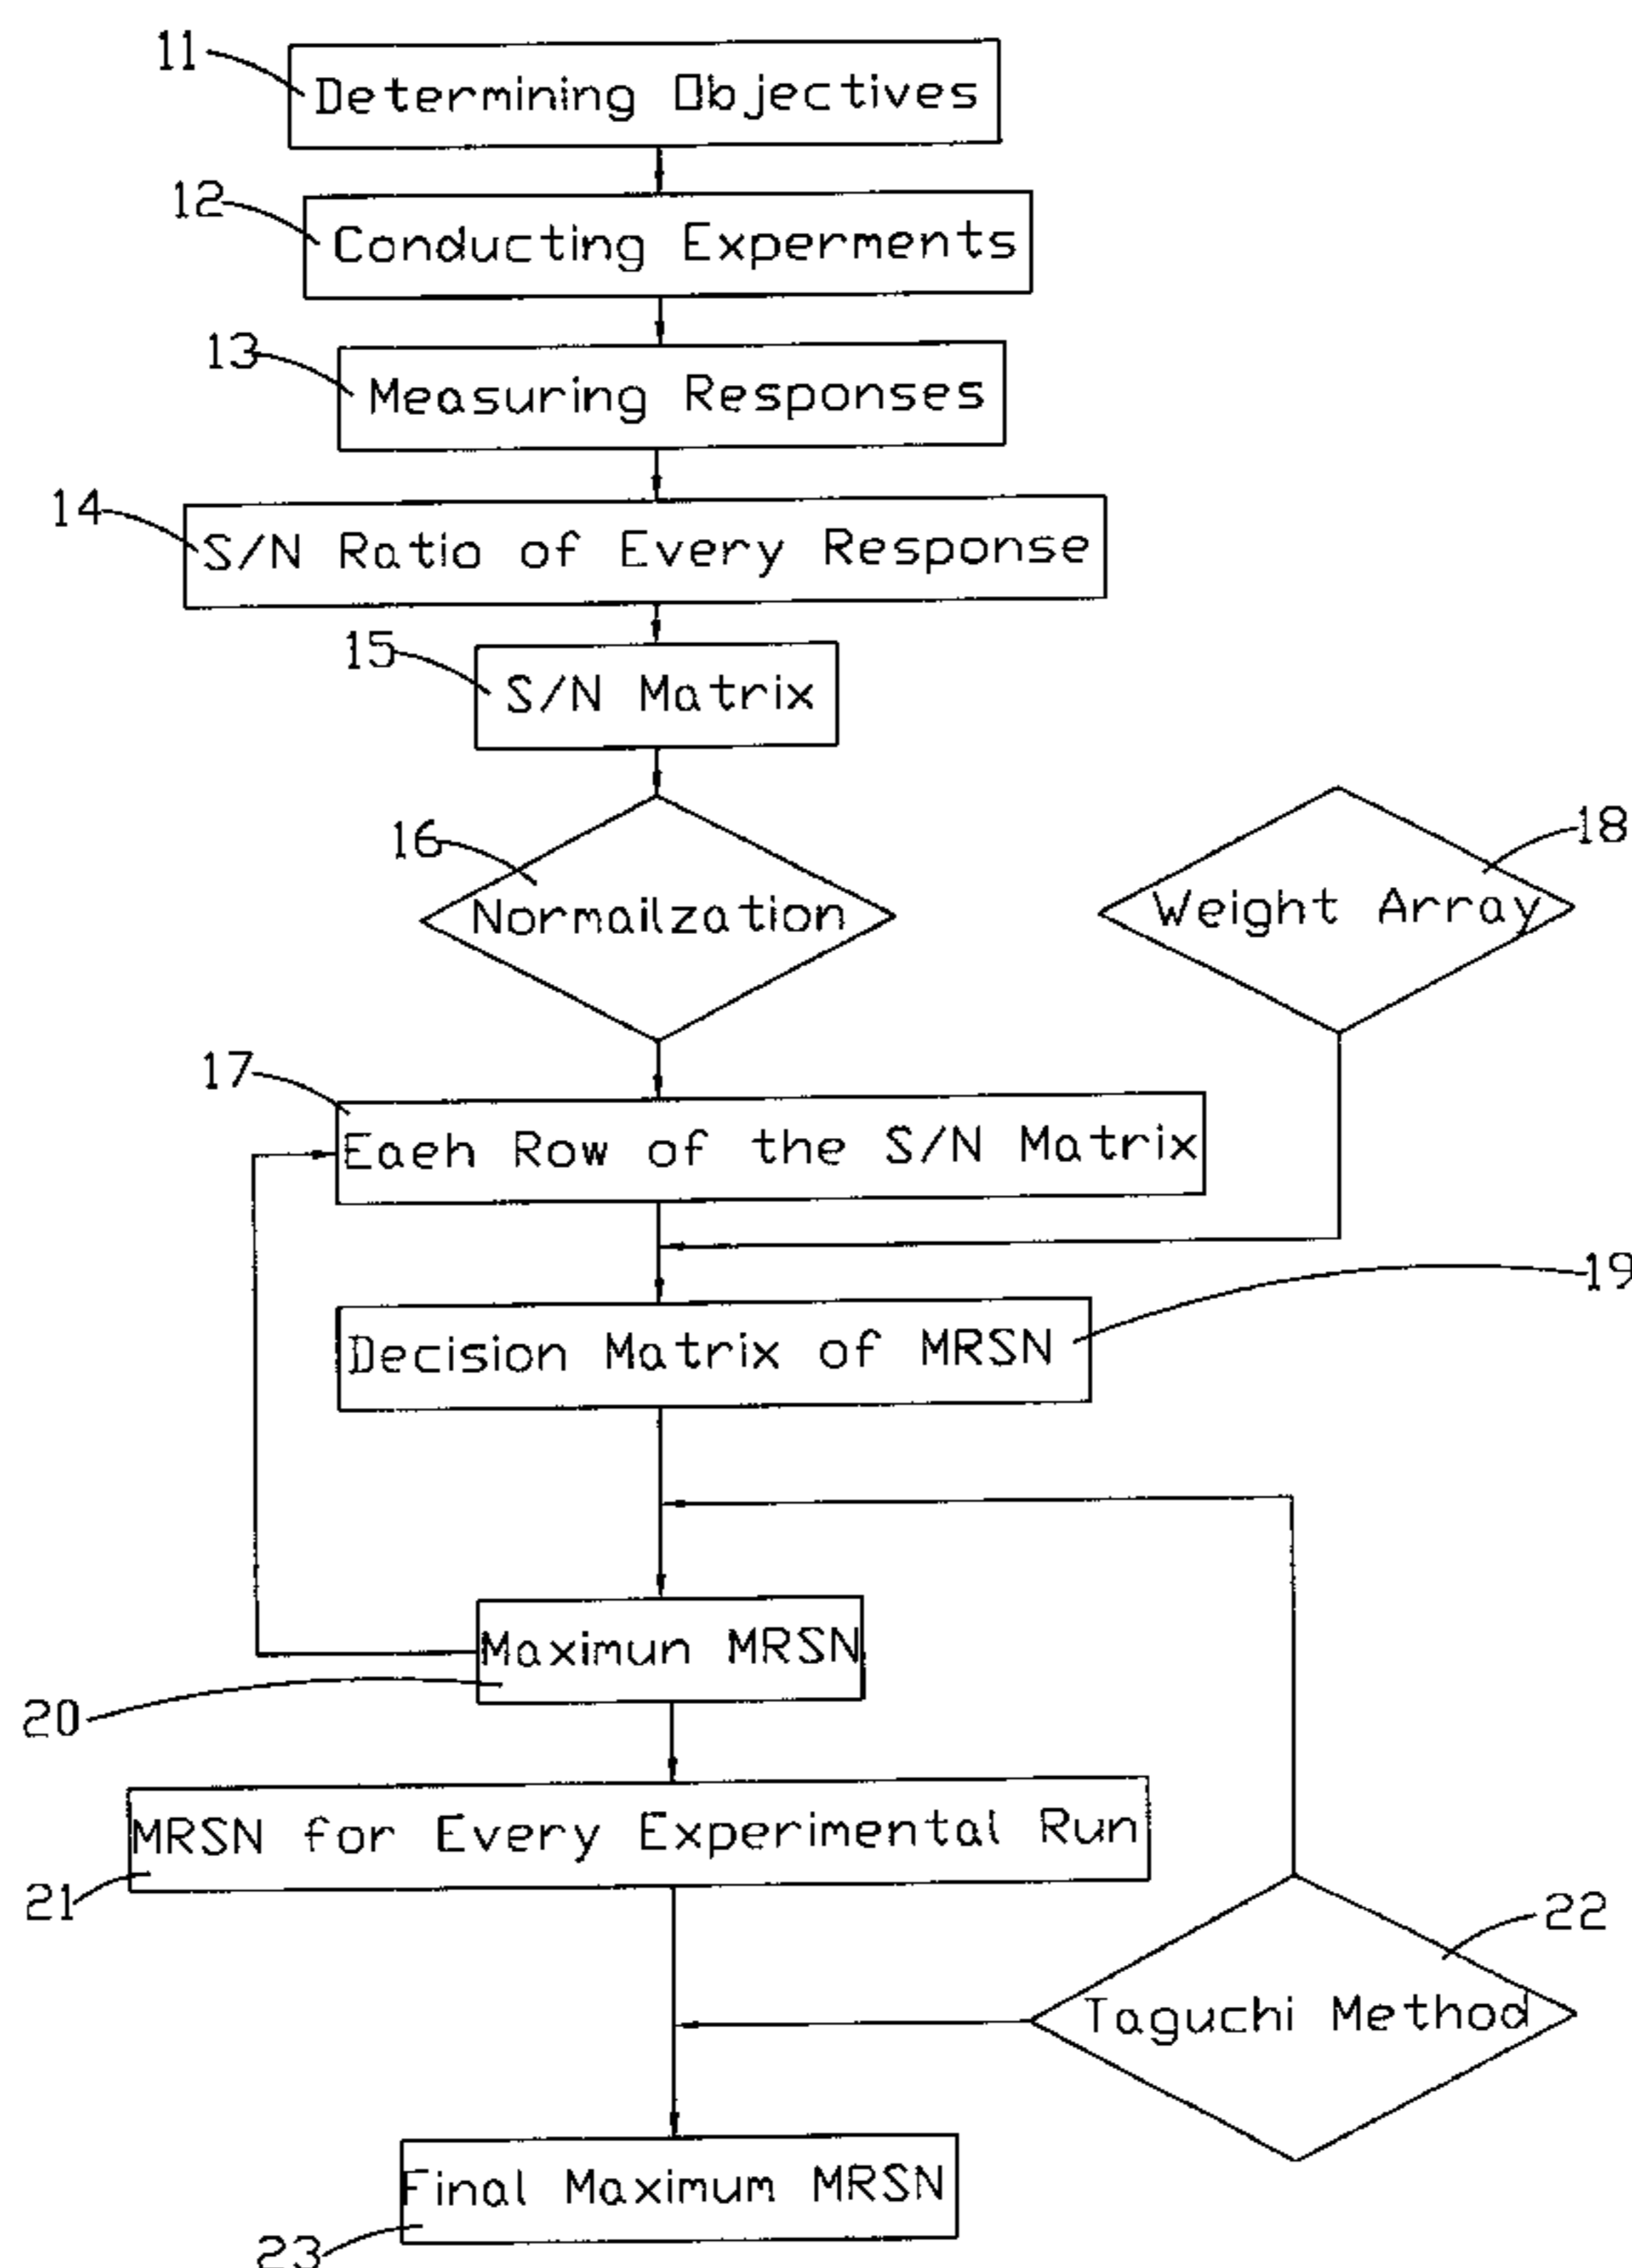 11
Determining Objectives
12
Conducting Experments
13
Measuring Responses
14
S/N Ratio of Every Response
15
S/N Matrix
16
Normailzation
18
Weight Array
17
Eaeh Row of the S/N Matrix
19
Decision Matrix of MRSN
Maximun MRSN
20
MRSN for Every Experimental Run
21
22
Taguchi Method
Final Maximum MRSN
23